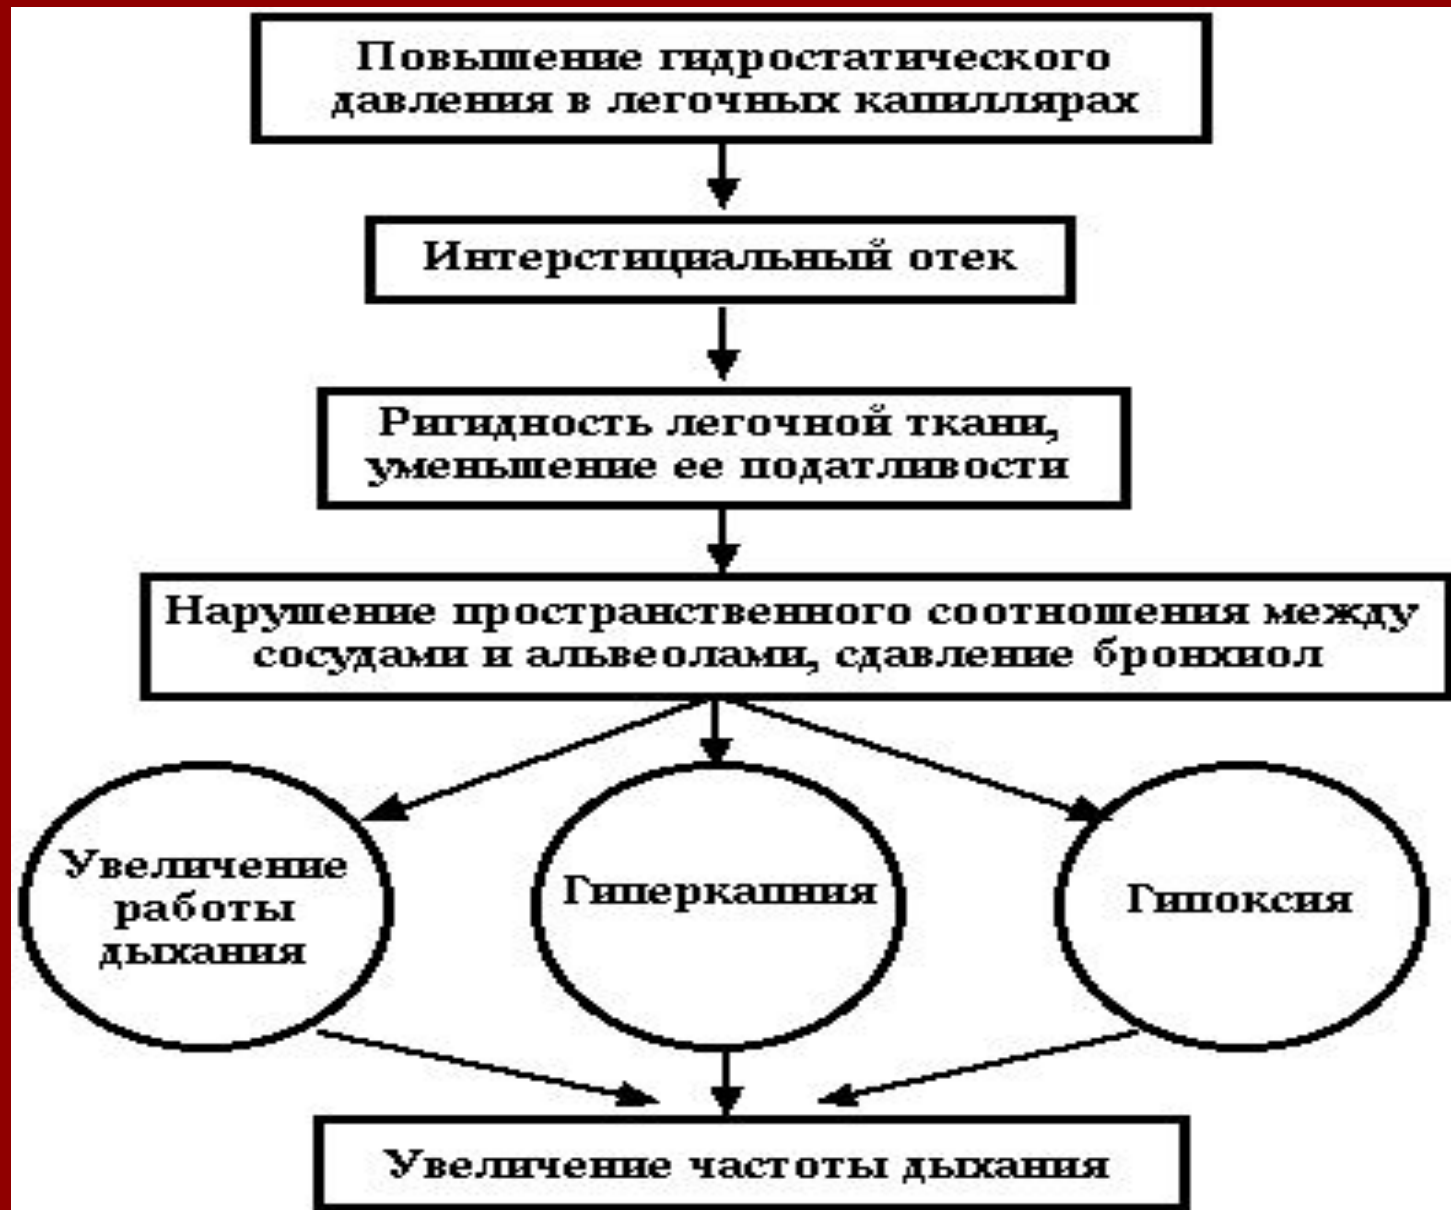 Повышение гидростатического
давления в легочных капиллярах
Интерстициальный отек
Ригидность легочной ткани,
уменьшение ее податливости
Нарушение пространственного соотношения между
сосудами и альвеолами, сдавление бронхиол
Увеличение
работы
дыхания
Гиперкапния
Гипоксия
Увеличение частоты дыхания